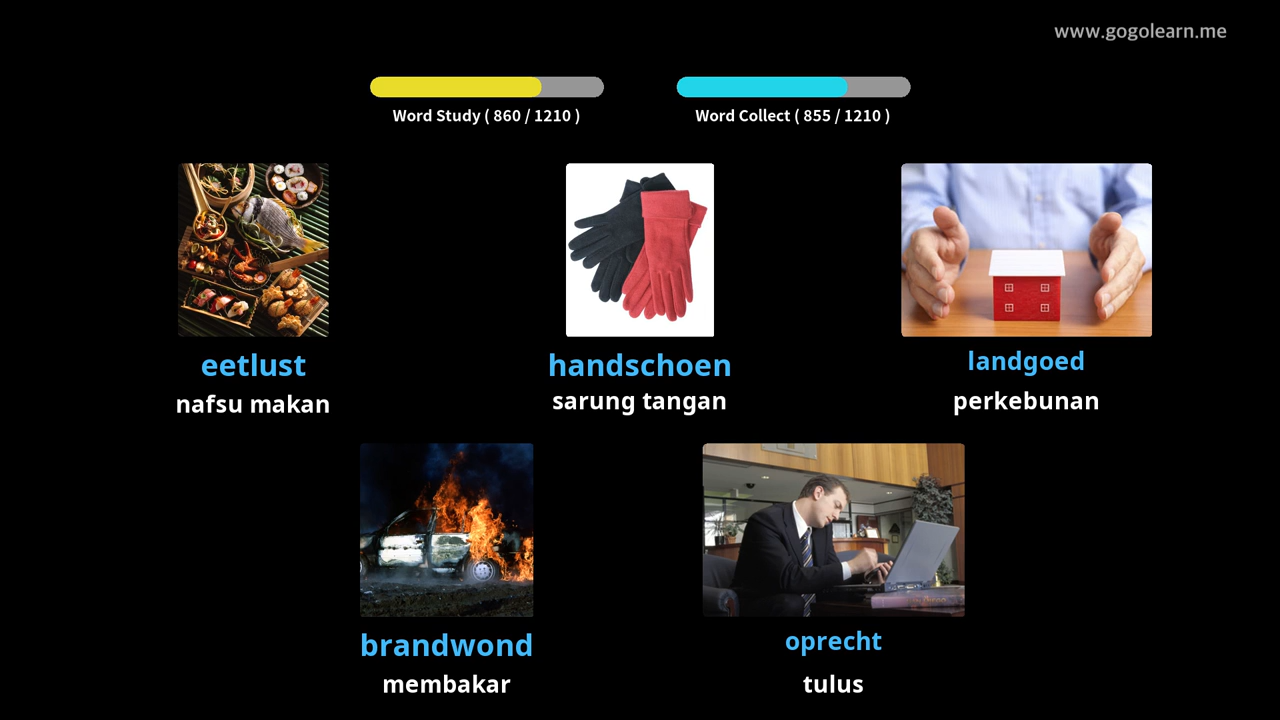 www.gogolearn.me
Word Study ( 860 / 1210 )
Word Collect ( 855 / 1210 )
eetlust
nafsu makan
handschoen
sarung tangan
landgoed
perkebunan
brandwond
membakar
oprecht
tulus